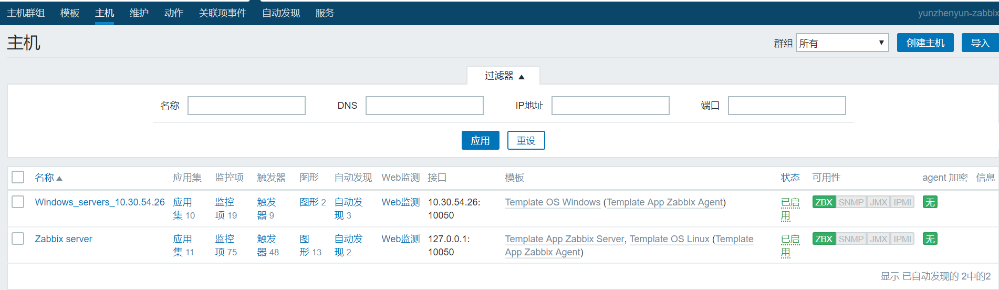 主机群组 模板 主机 维护 动作 关联项事件 自动发现 服务 yunzhenyun-zabbix
主机 群组 所有 创建主机 导入
过滤器
名称 DNS IP地址 端口
应用 重设
名称 应用集 监控项 触发器 图形 自动发现 Web监测 接口 模板 状态 可用性 agent 加密 信息
Windows_servers_10.30.54.26 应用 监控 触发 图形 2 自动发 Web监测 10.30.54.26: Template OS Windows (Template App Zabbix Agent) 已启 ZBX SNMP JMX IPMI 无
集 10 项 19 器 9 现 3 10050 用
Zabbix server 应用 监控 触发 图 自动发 Web监测 127.0.0.1: Template App Zabbix Server, Template OS Linux (Template 已启 ZBX SNMP JMX IPMI 无
集 11 项 75 器 48 形 13 现 2 10050 App Zabbix Agent) 用
显示 已自动发现的 2中的2